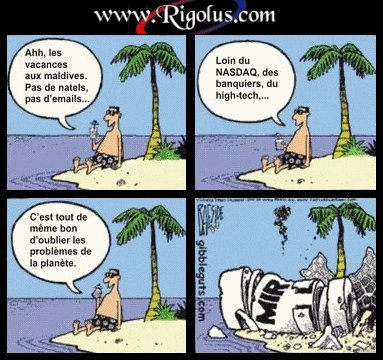 www.Rigolus.com
Ahh, les
vacances
aux maldives.
Pas de natels,
pas d'emails...
Loin du
NASDAQ, des
banquiers, du
high-tech,...
C'est tout de
même bon
d'oublier les
problèmes de
la planète.
gibbleguts.com
MIR